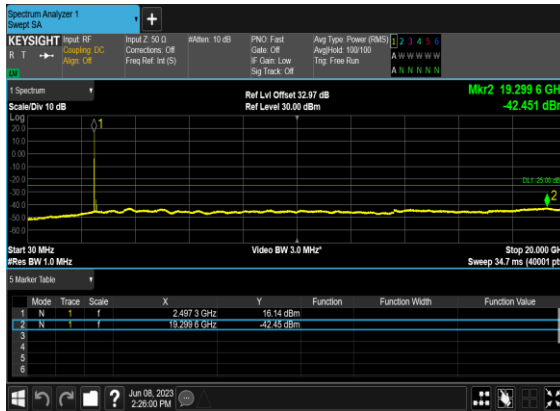 Spectrum Analyzer 1
Swept SA
KEYSIGHT
R T
Input: RF
Coupling: DC
Align: Off
Input Z: 50 Ω
Corrections: Off
Freq Ref: Int (S)
#Atten: 10 dB
PNO: Fast
Gate: Off
IF Gain: Low
Sig Track: Off
Avg Type: Power (RMS)
Avg|Hold: 100/100
Trig: Free Run
1 2 3 4 5 6
A W W W W W
A N N N N N
1 Spectrum
Scale/Div 10 dB
Ref Lvl Offset 32.97 dB
Ref Level 30.00 dBm
Mkr2 19.299 6 GH
-42.451 dB
Log
20.0
10.0
0.00
-10.0
-20.0
-30.0
-40.0
-50.0
-60.0
1
DL1 -25.00 dB
2
Start 30 MHz
#Res BW 1.0 MHz
Video BW 3.0 MHz*
Stop 20.000 GH
Sweep 34.7 ms (40001 pt
5 Marker Table
Mode Trace Scale X Y Function Function Width Function Value
1 N 1 f 2.497 3 GHz 16.14 dBm
2 N 1 f 19.299 6 GHz -42.45 dBm
3
4
5
6
?
Jun 08, 2023
2:26:00 PM